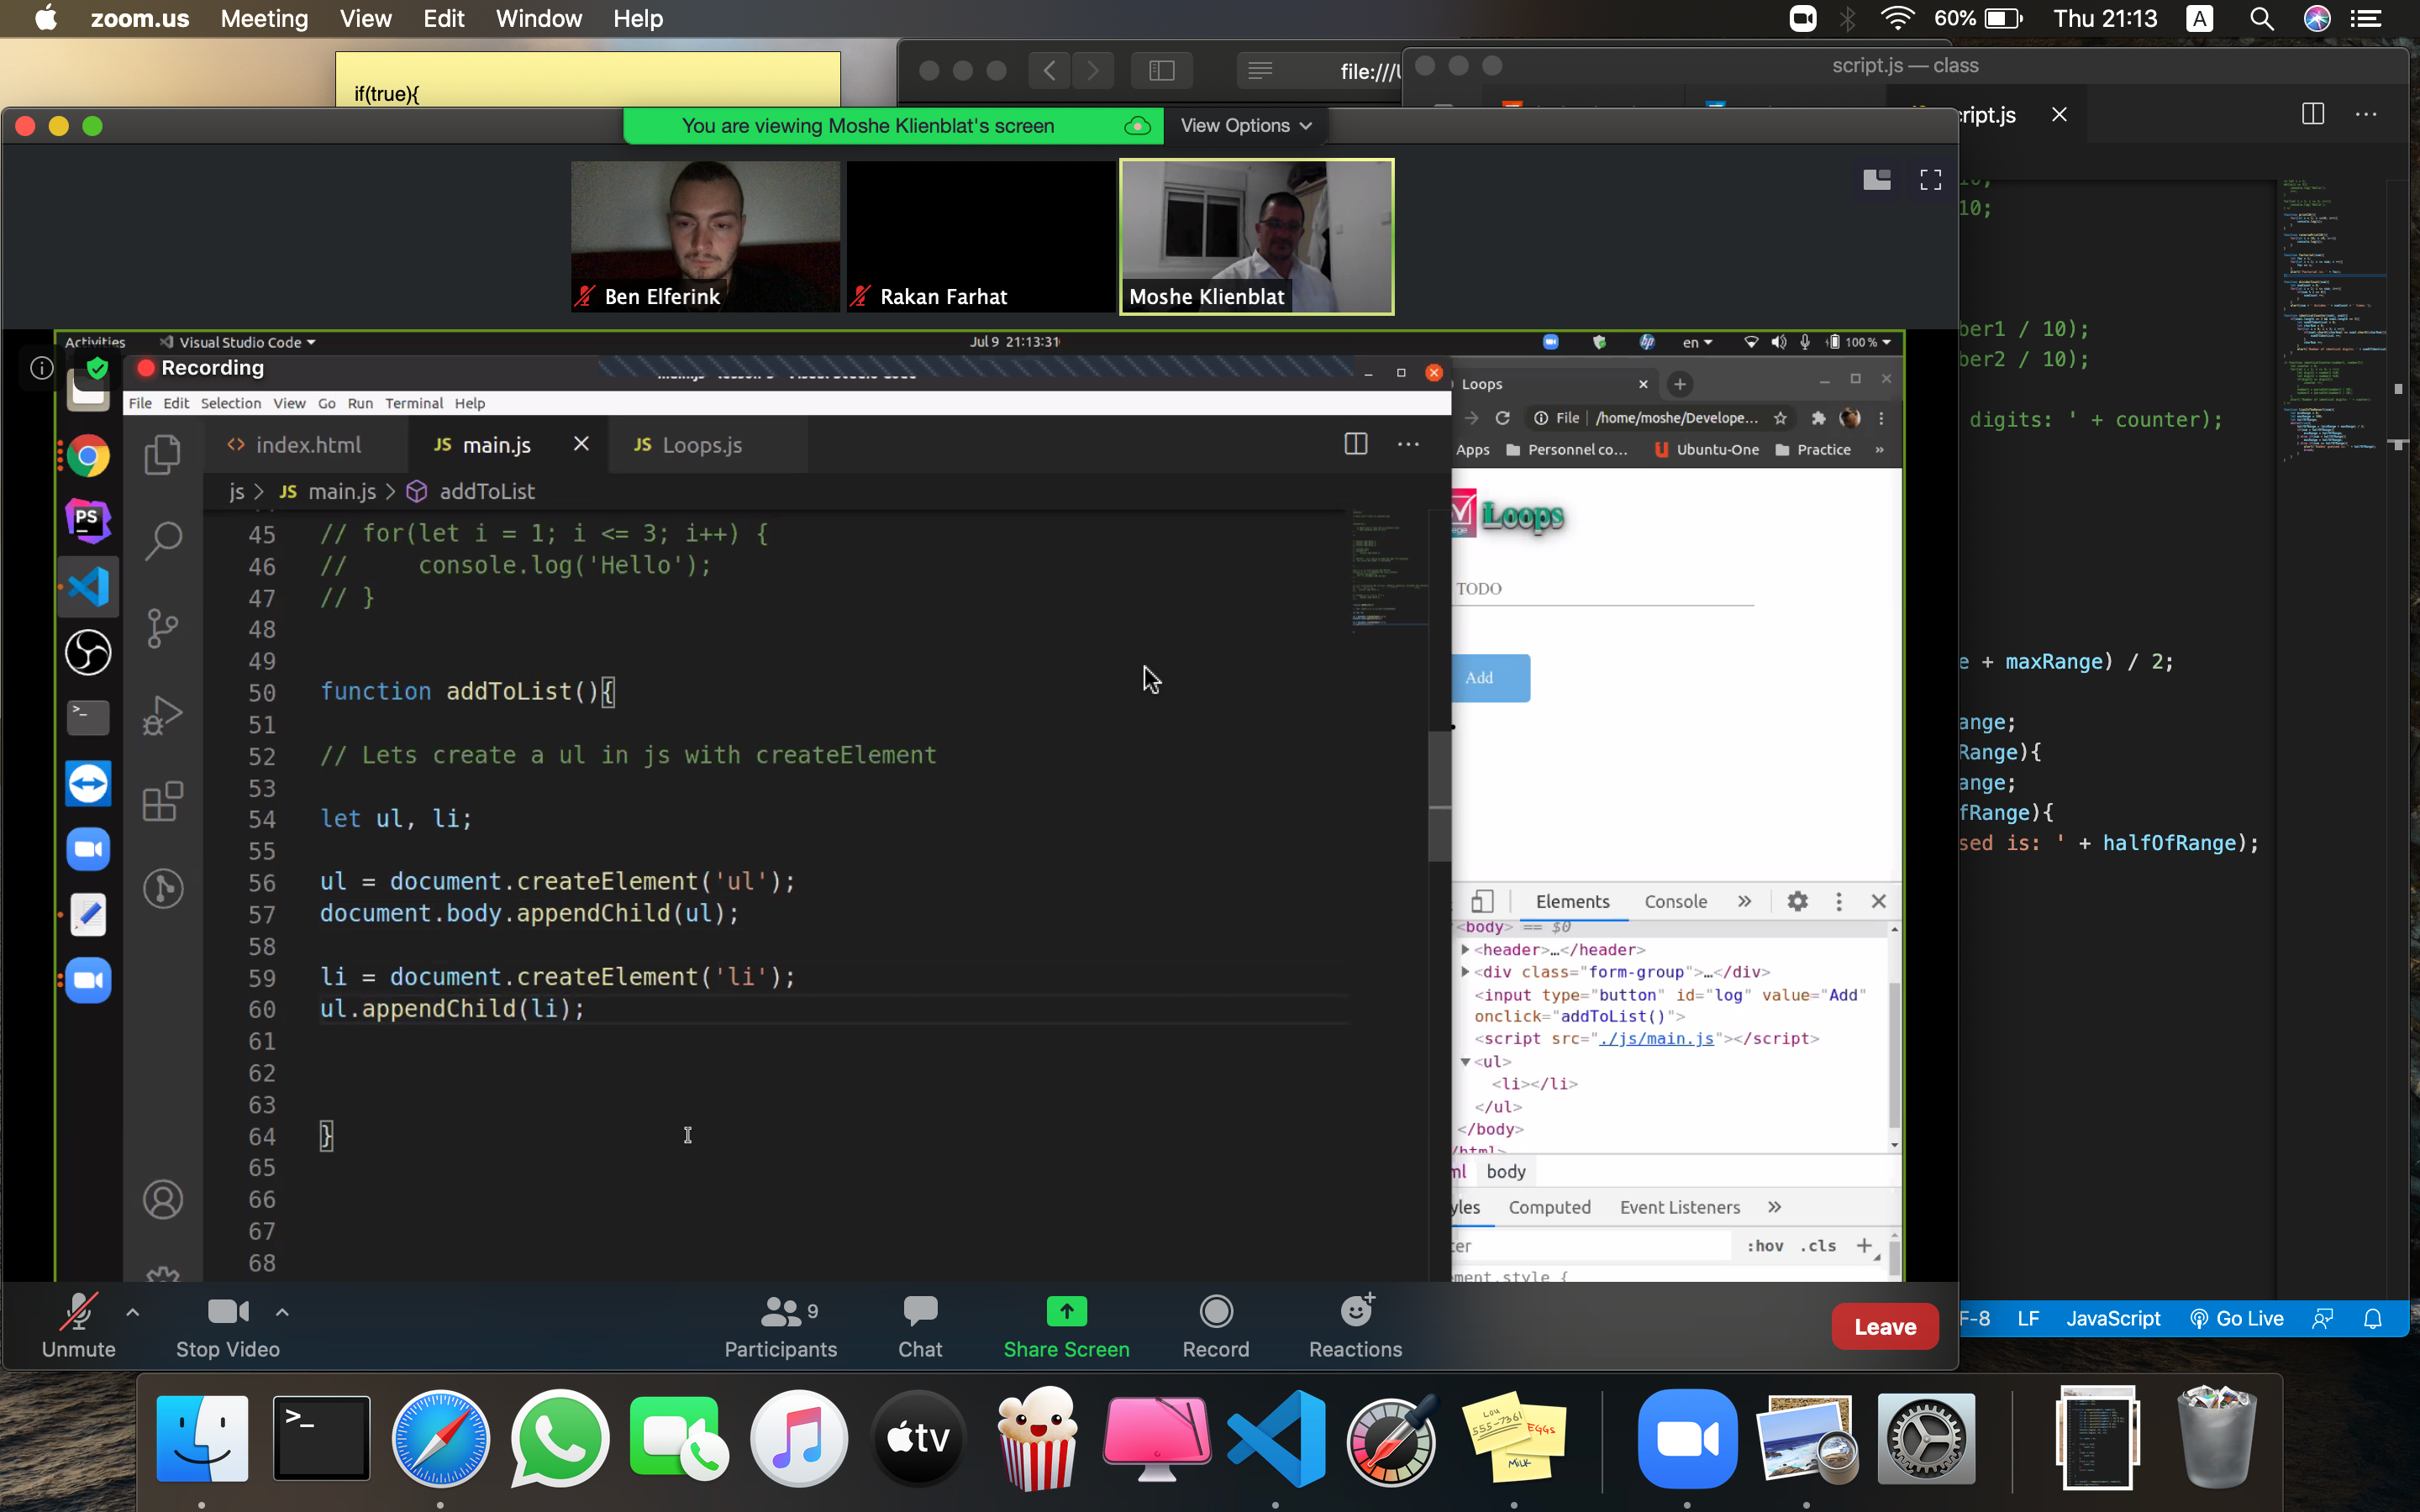 zoom.us Meeting View Edit Window Help 60% Thu 21:13 A
if(true){
file:///
script.js — class
You are viewing Moshe Klienblat's screen View Options
ript.js
Ben Elferink
Rakan Farhat
Moshe Klienblat
10;
ber1 / 10);
ber2 / 10);
digits: ' + counter);
e + maxRange) / 2;
ange;
Range){
ange;
fRange){
sed is: ' + halfOfRange);
Activities Visual Studio Code Jul 9 21:13:31 en 100 %
Recording
File Edit Selection View Go Run Terminal Help
index.html JS main.js JS Loops.js
js > JS main.js > addToList
45 // for(let i = 1; i <= 3; i++) {
46 // console.log('Hello');
47 // }
48
49
50 function addToList(){
51
52 // Lets create a ul in js with createElement
53
54 let ul, li;
55
56 ul = document.createElement('ul');
57 document.body.appendChild(ul);
58
59 li = document.createElement('li');
60 ul.appendChild(li);
61
62
63
64 }
65
66
67
68
Loops
File /home/moshe/Develope...
Apps Personnel co... Ubuntu-One Practice »
Loops
TODO
Add
Elements Console »
<body> == $0
<header>…</header>
<div class="form-group">…</div>
<input type="button" id="log" value="Add"
onclick="addToList()">
<script src="./js/main.js"></script>
<ul>
<li></li>
</ul>
</body>
/html>
ml body
yles Computed Event Listeners »
ter :hov .cls +
ment.style {
Unmute Stop Video 9 Participants Chat Share Screen Record Reactions Leave
F-8 LF JavaScript Go Live
PS
hp
>_
tv
Lou
555-7361
EGGS
MILK